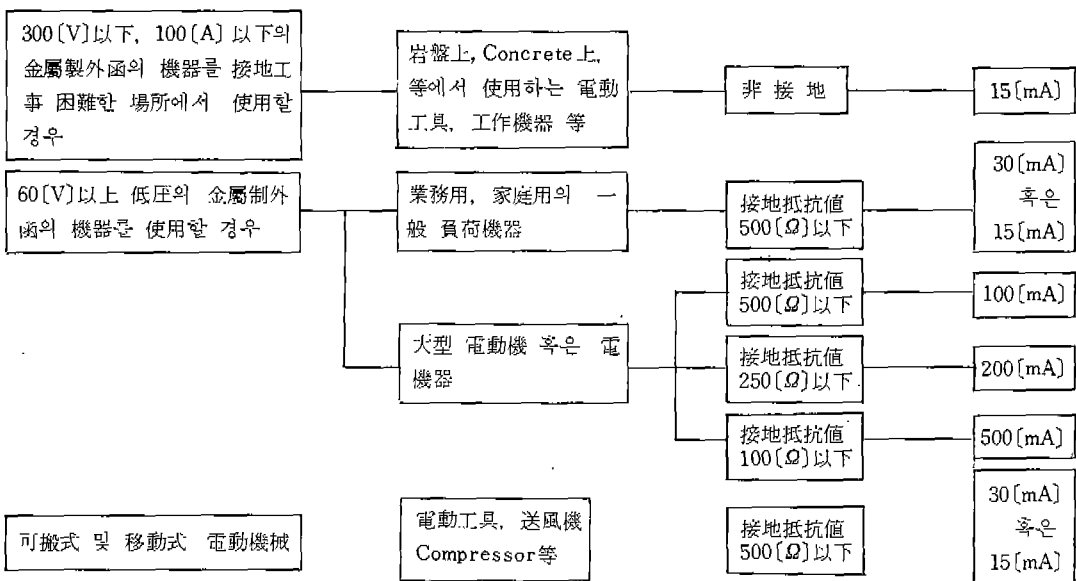 300〔V〕以下, 100〔A〕以下의
金屬製外函의 機器를 接地工
事 困難한 場所에서 使用할
경우
岩盤上, Concrete上,
等에서 使用하는 電動
工具, 工作機器 等
非接地
15〔mA〕
60〔V〕以上 低压의 金屬制外
函의 機器를 使用할 경우
業務用, 家庭用의 一
般 負荷機器
接地抵抗値
500〔Ω〕以下
30〔mA〕
혹은
15〔mA〕
大型 電動機 혹은 電
機器
接地抵抗値
500〔Ω〕以下
100〔mA〕
接地抵抗値
250〔Ω〕以下
200〔mA〕
接地抵抗値
100〔Ω〕以下
500〔mA〕
可搬式 및 移動式 電動機械
電動工具, 送風機
Compressor等
接地抵抗値
500〔Ω〕以下
30〔mA〕
혹은
15〔mA〕